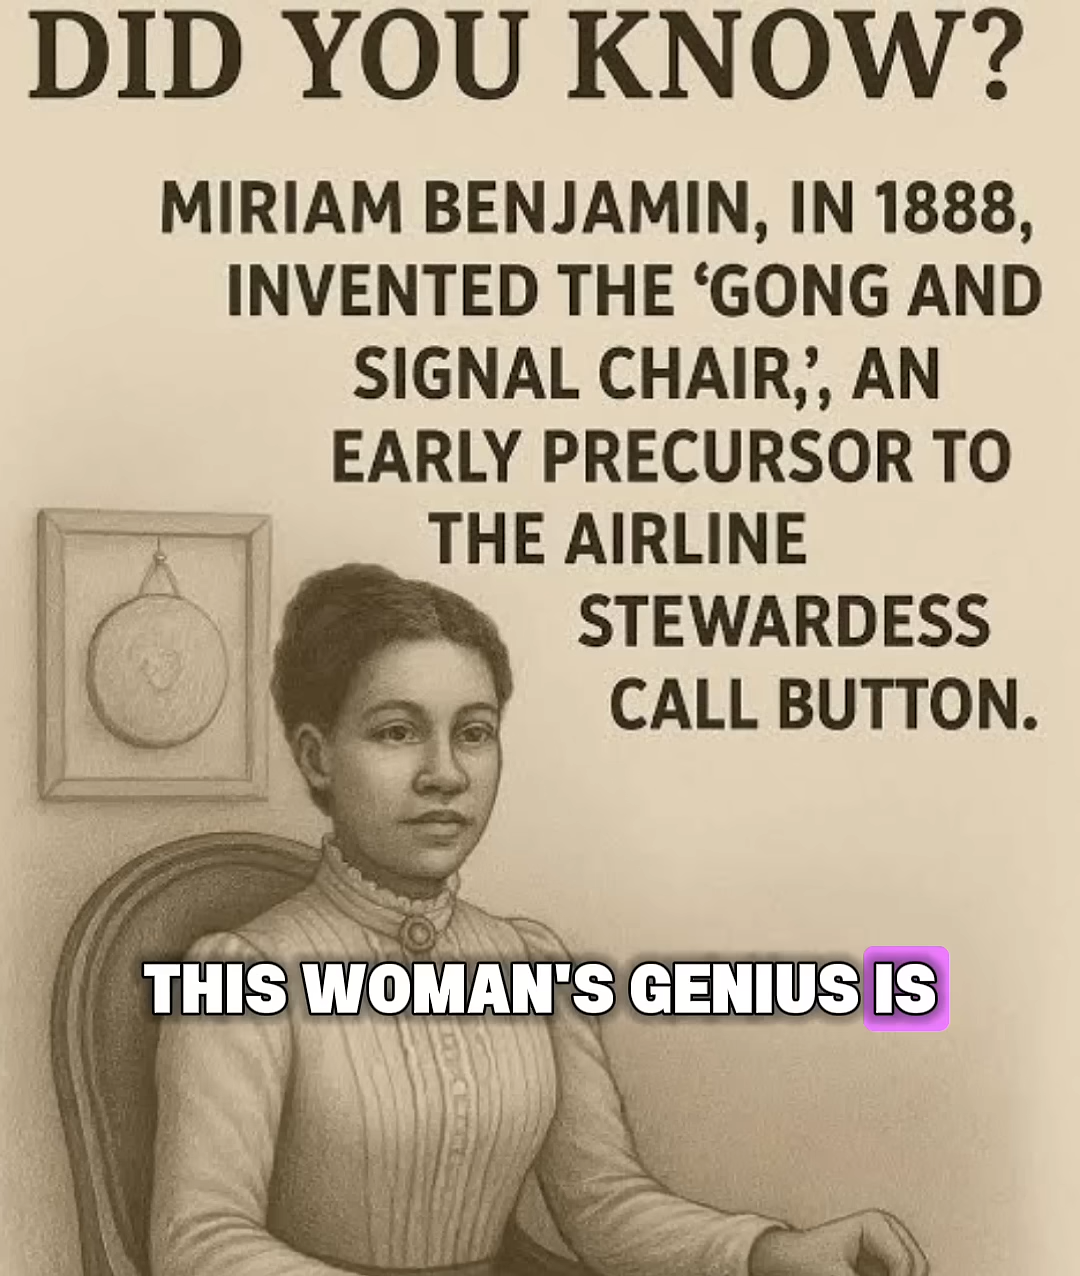 DID YOU KNOW?
MIRIAM BENJAMIN, IN 1888,
INVENTED THE ‘GONG AND
SIGNAL CHAIR,’, AN
EARLY PRECURSOR TO
THE AIRLINE
STEWARDESS
CALL BUTTON.
THIS WOMAN'S GENIUS IS